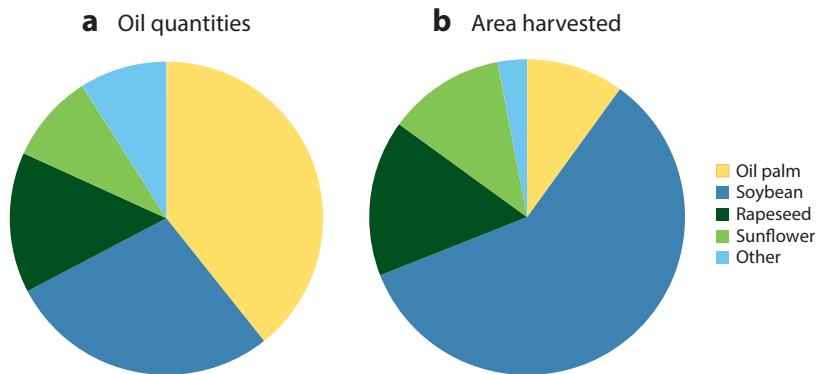 a Oil quantities
b Area harvested
Oil palm
Soybean
Rapeseed
Sunflower
Other